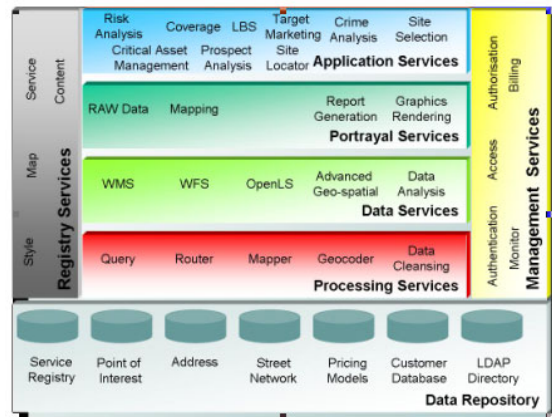 Risk
Analysis
Coverage
LBS
Target
Marketing
Crime
Analysis
Site
Selection
Critical Asset
Management
Prospect
Analysis
Site
Locator
Application Services
RAW Data
Mapping
Report
Generation
Graphics
Rendering
Portrayal Services
WMS
WFS
OpenLS
Advanced
Geo-spatial
Data
Analysis
Data Services
Query
Router
Mapper
Geocoder
Data
Cleansing
Processing Services
Service
Content
Map
Style
Registry Services
Authorisation
Billing
Access
Authentication
Monitor
Management Services
Service
Registry
Point of
Interest
Address
Street
Network
Pricing
Models
Customer
Database
LDAP
Directory
Data Repository